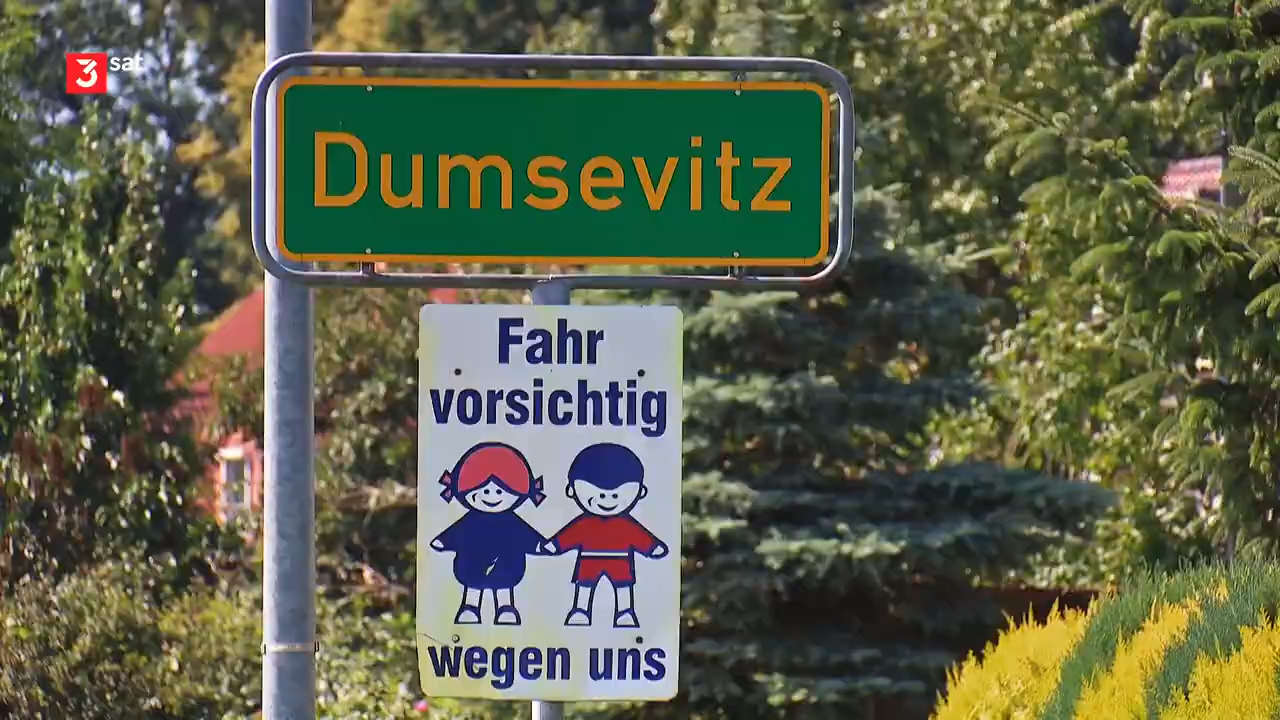 3sat
Dumsevitz
Fahr
vorsichtig
wegen uns